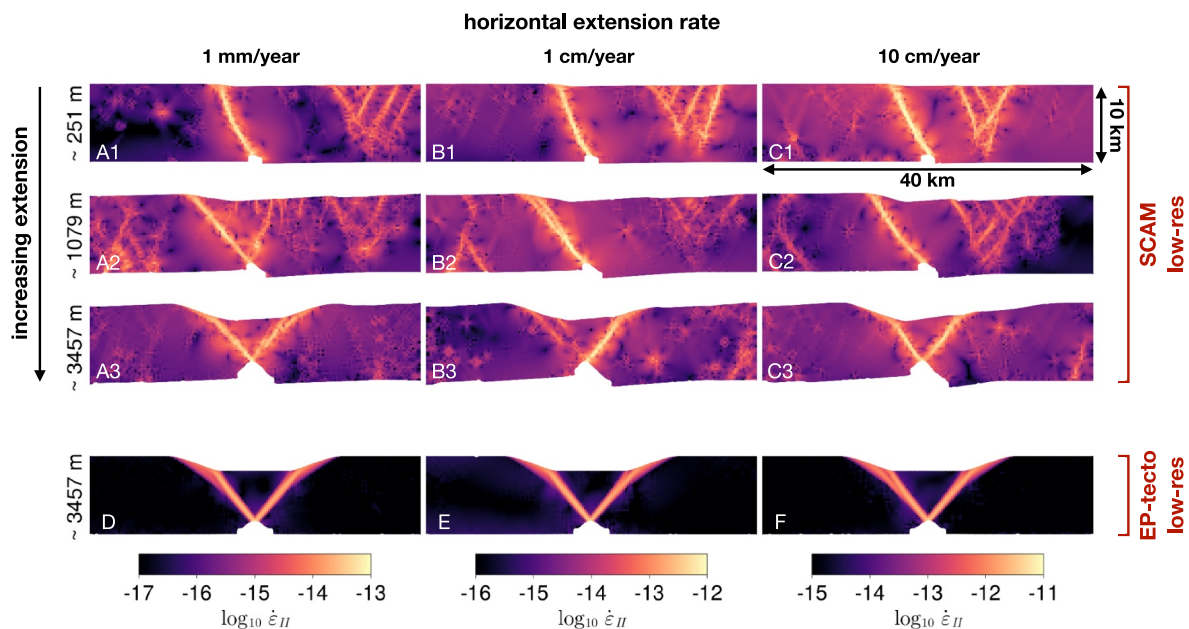 horizontal extension rate
1 mm/year 1 cm/year 10 cm/year
increasing extension
~ 251 m
A1 B1 C1
10 km
40 km
~ 1079 m
A2 B2 C2
SCAM
low-res
~ 3457 m
A3 B3 C3
~ 3457 m
D E F
EP-tecto
low-res
-17 -16 -15 -14 -13 -16 -15 -14 -13 -12 -15 -14 -13 -12 -11
log₁₀ ε̇_II log₁₀ ε̇_II log₁₀ ε̇_II